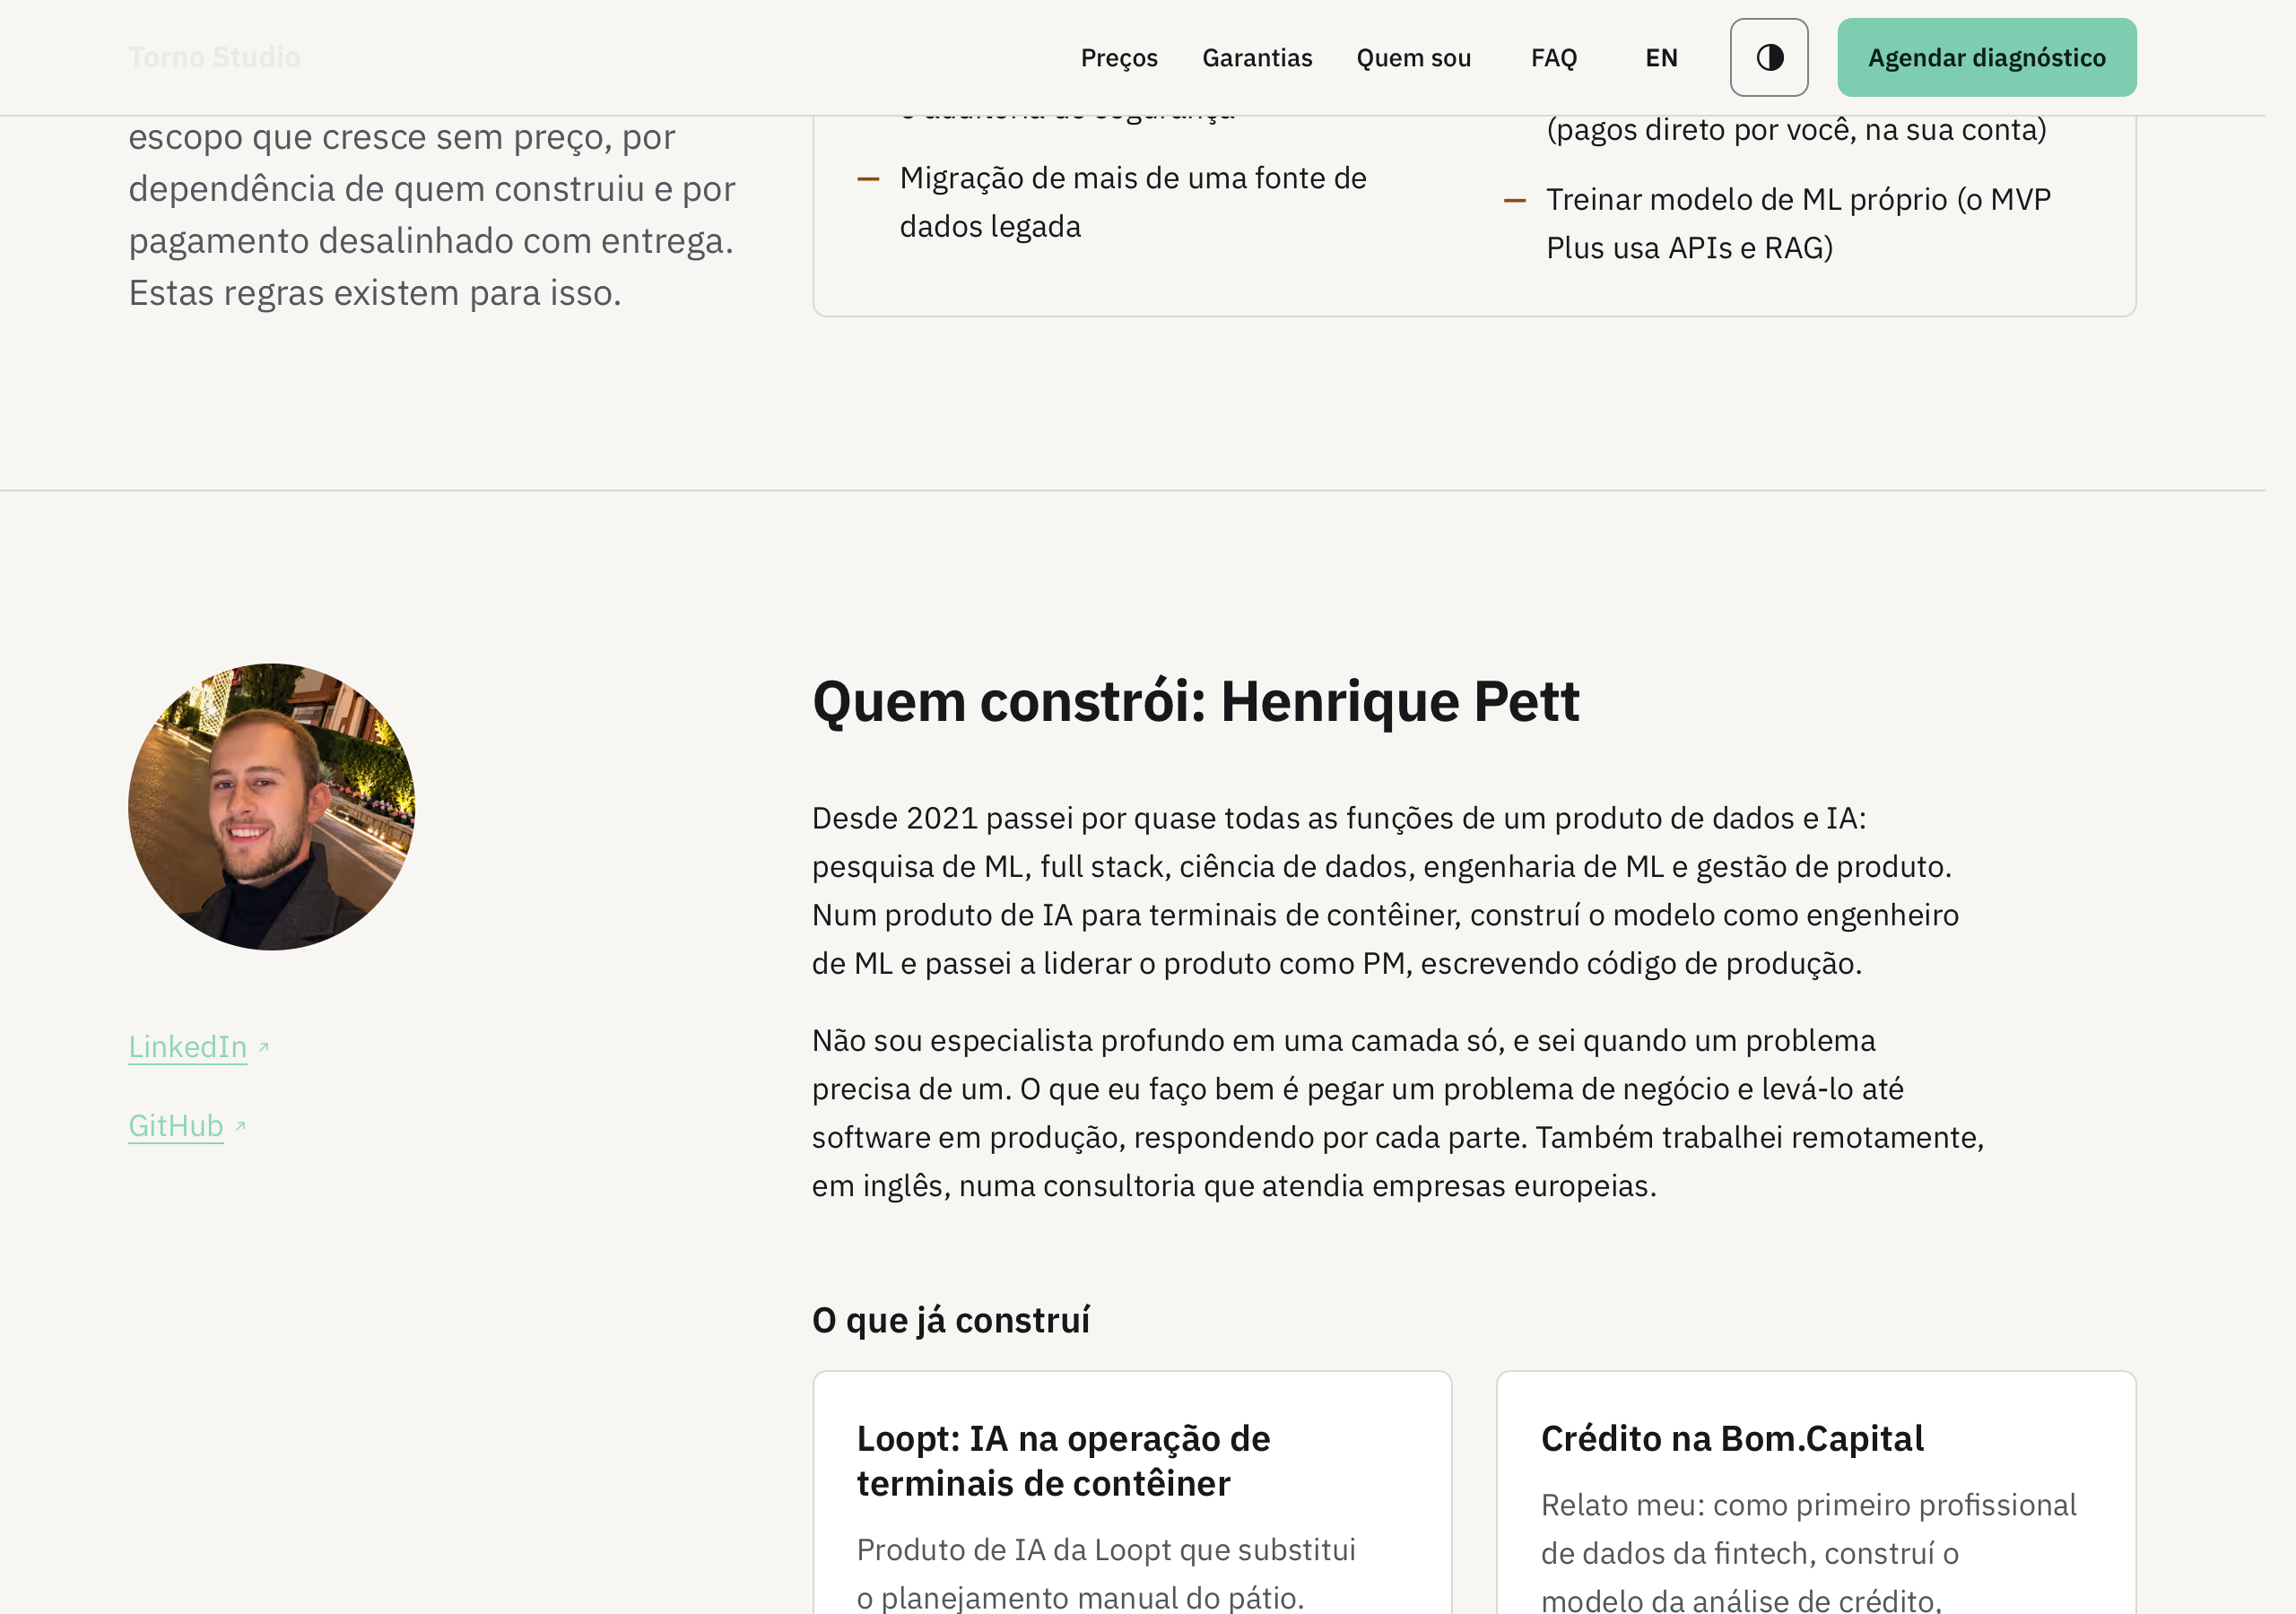 Torno Studio
Preços
Garantias
Quem sou
FAQ
EN
Agendar diagnóstico
escopo que cresce sem preço, por
dependência de quem construiu e por
pagamento desalinhado com entrega.
Estas regras existem para isso.
e auditoria de segurança
— Migração de mais de uma fonte de
dados legada
(pagos direto por você, na sua conta)
— Treinar modelo de ML próprio (o MVP
Plus usa APIs e RAG)
LinkedIn ↗
GitHub ↗
Quem constrói: Henrique Pett
Desde 2021 passei por quase todas as funções de um produto de dados e IA:
pesquisa de ML, full stack, ciência de dados, engenharia de ML e gestão de produto.
Num produto de IA para terminais de contêiner, construí o modelo como engenheiro
de ML e passei a liderar o produto como PM, escrevendo código de produção.
Não sou especialista profundo em uma camada só, e sei quando um problema
precisa de um. O que eu faço bem é pegar um problema de negócio e levá-lo até
software em produção, respondendo por cada parte. Também trabalhei remotamente,
em inglês, numa consultoria que atendia empresas europeias.
O que já construí
Loopt: IA na operação de
terminais de contêiner
Produto de IA da Loopt que substitui
o planejamento manual do pátio.
Crédito na Bom.Capital
Relato meu: como primeiro profissional
de dados da fintech, construí o
modelo da análise de crédito,